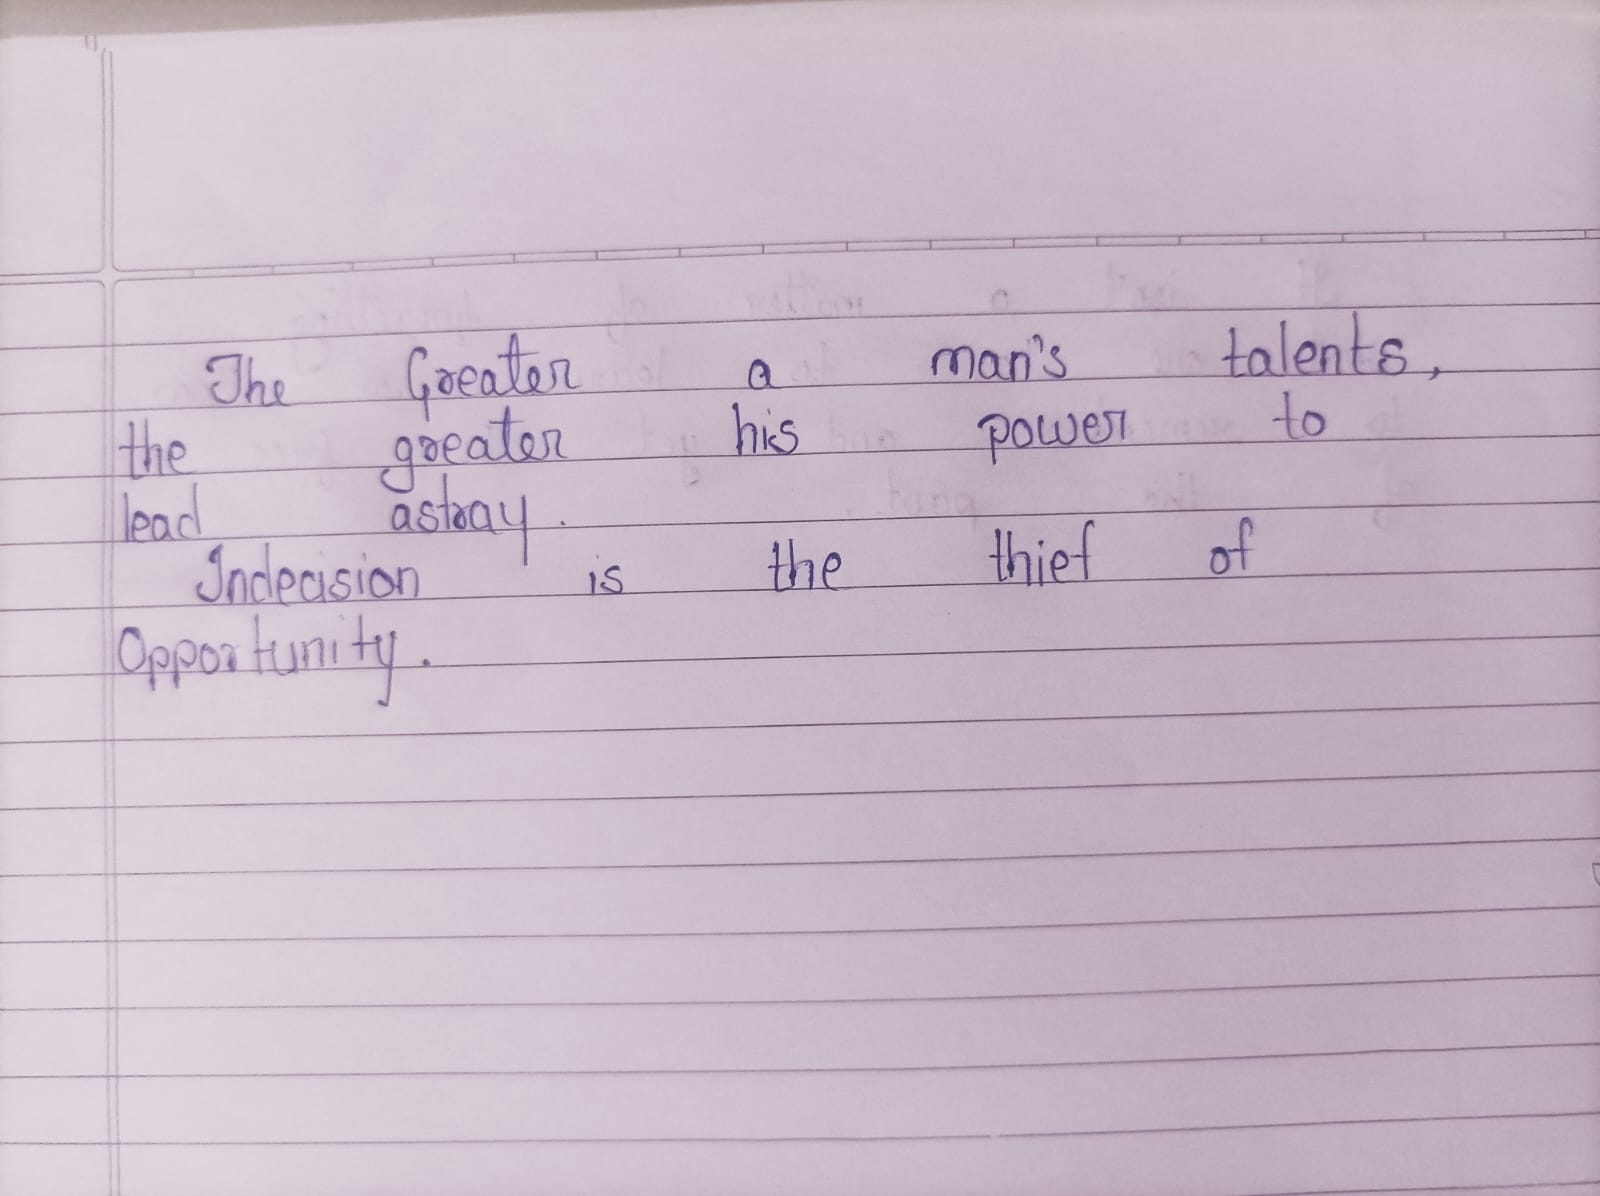 The Greater a man's talents,
the greater his power to
lead astray.
Indecision is the thief of
Opportunity.